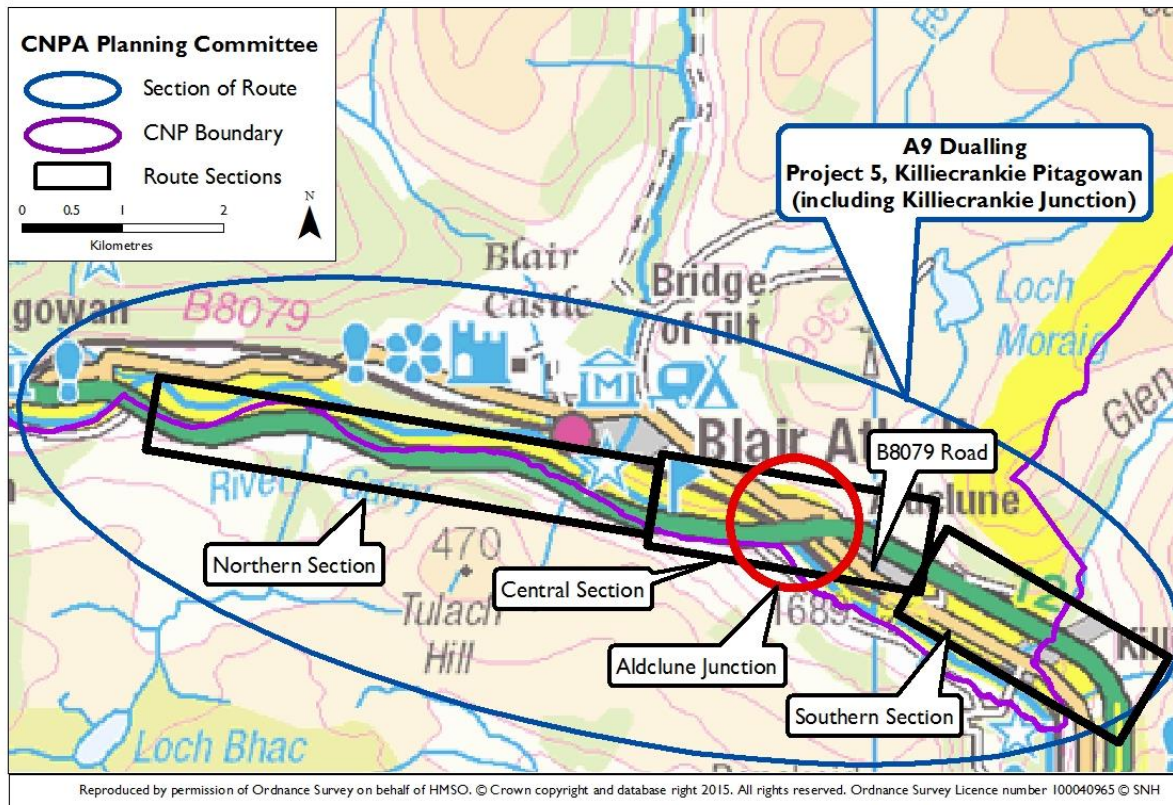 CNPA Planning Committee
Section of Route
CNP Boundary
Route Sections
N
0 0.5 1 2
Kilometres
A9 Dualling
Project 5, Killiecrankie Pitagowan
(including Killiecrankie Junction)
Blair
Castle
Bridge
of Tilt
Loch
Moraig
366
gowan
B8079
Glen
M
Blair
B8079 Road
River Garry
Northern Section
470
Tulach
Hill
Central Section
1689
12
Aldclune Junction
Southern Section
Loch Bhac
Reproduced by permission of Ordnance Survey on behalf of HMSO. © Crown copyright and database right 2015. All rights reserved. Ordnance Survey Licence number 100040965 © SNH